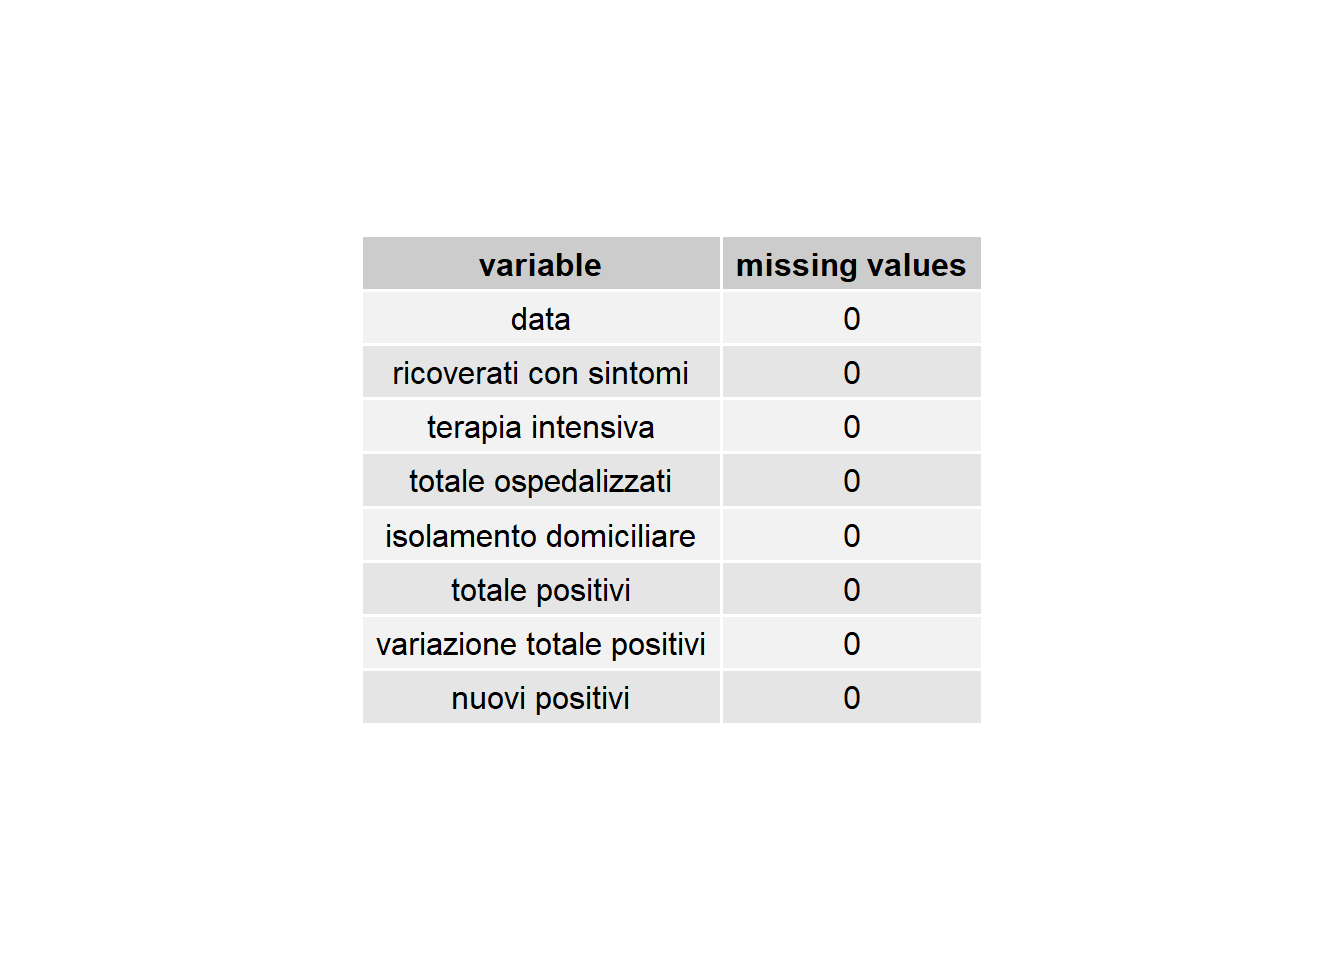 variable missing values
data 0
ricoverati con sintomi 0
terapia intensiva 0
totale ospedalizzati 0
isolamento domiciliare 0
totale positivi 0
variazione totale positivi 0
nuovi positivi 0